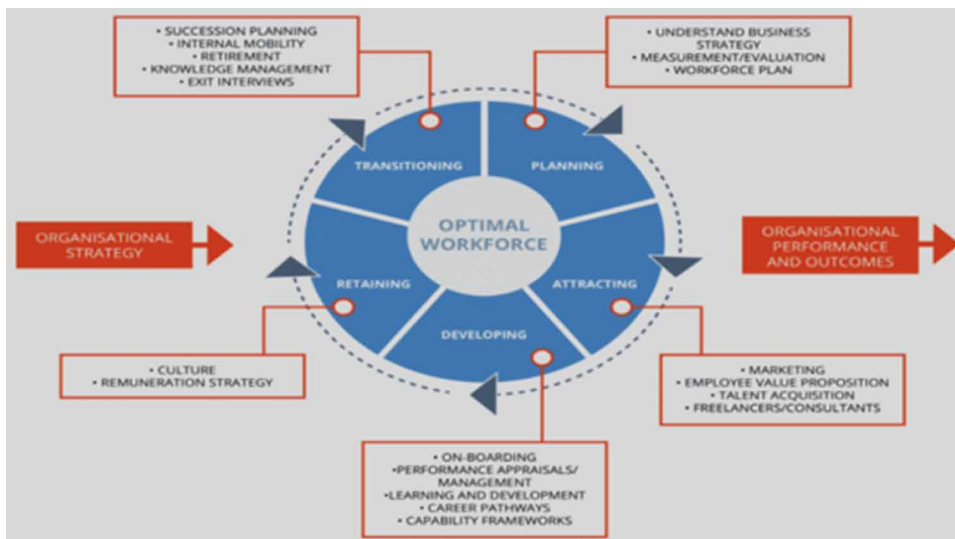 • SUCCESSION PLANNING
• INTERNAL MOBILITY
• RETIREMENT
• KNOWLEDGE MANAGEMENT
• EXIT INTERVIEWS
• UNDERSTAND BUSINESS
STRATEGY
• MEASUREMENT/EVALUATION
• WORKFORCE PLAN
TRANSITIONING
PLANNING
ORGANISATIONAL
STRATEGY
OPTIMAL
WORKFORCE
ORGANISATIONAL
PERFORMANCE
AND OUTCOMES
RETAINING
ATTRACTING
DEVELOPING
• CULTURE
• REMUNERATION STRATEGY
• MARKETING
• EMPLOYEE VALUE PROPOSITION
• TALENT ACQUISITION
• FREELANCERS/CONSULTANTS
• ON-BOARDING
•PERFORMANCE APPRAISALS/
MANAGEMENT
•LEARNING AND DEVELOPMENT
• CAREER PATHWAYS
• CAPABILITY FRAMEWORKS